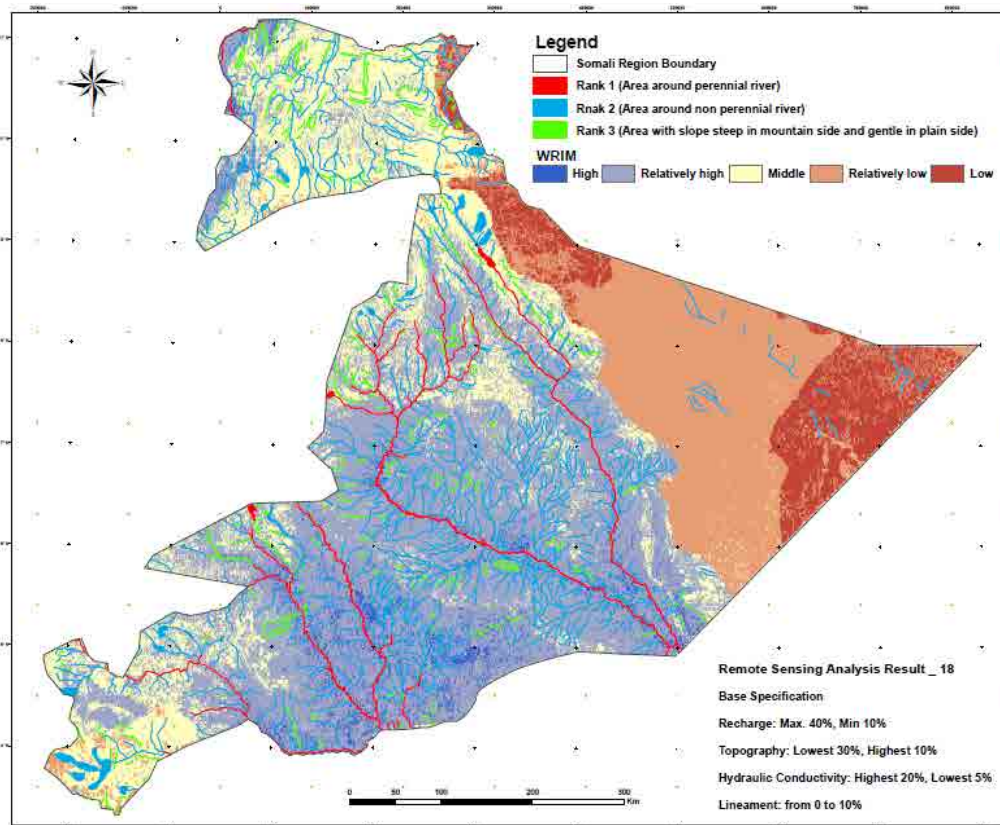 Legend
Somali Region Boundary
Rank 1 (Area around perennial river)
Rnak 2 (Area around non perennial river)
Rank 3 (Area with slope steep in mountain side and gentle in plain side)
WRIM
High Relatively high Middle Relatively low Low
Remote Sensing Analysis Result _ 18
Base Specification
Recharge: Max. 40%, Min 10%
Topography: Lowest 30%, Highest 10%
Hydraulic Conductivity: Highest 20%, Lowest 5%
Lineament: from 0 to 10%
0 50 100 200 300
Km